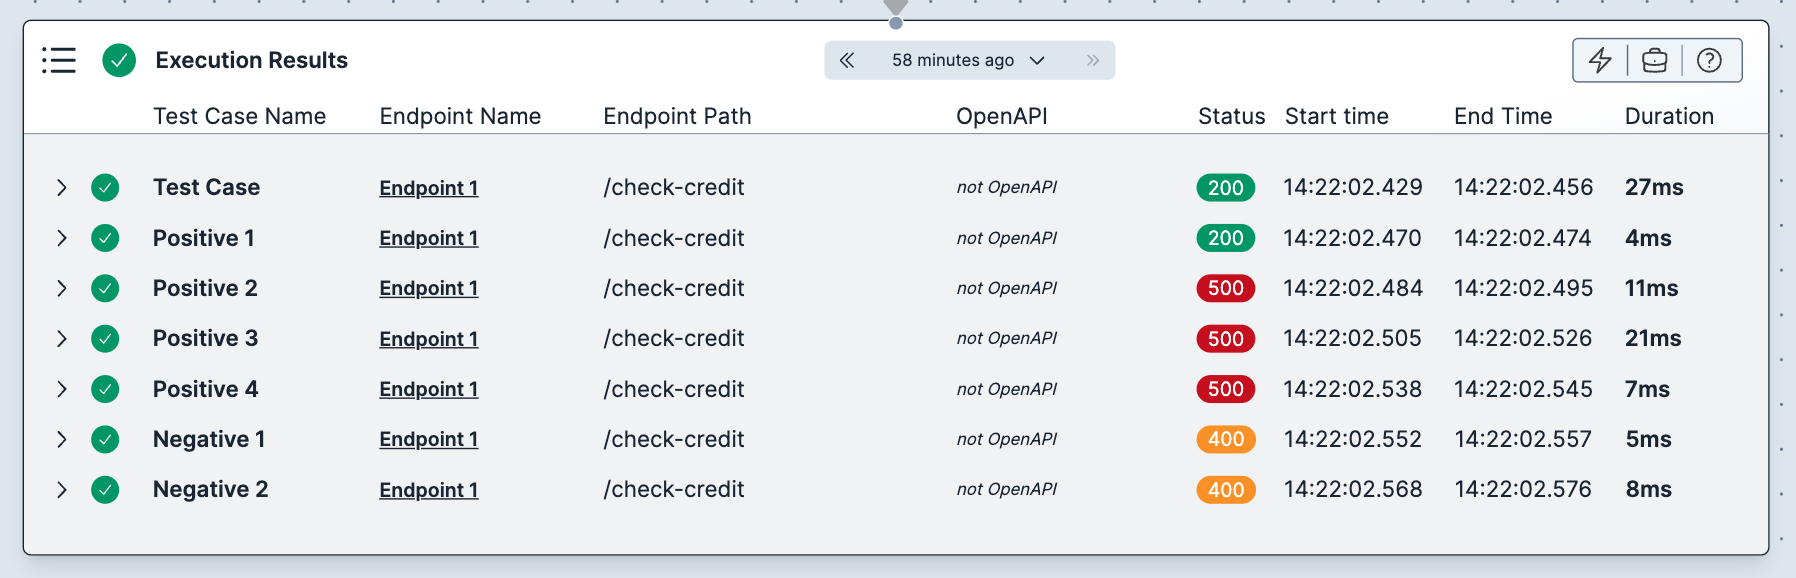 Execution Results
58 minutes ago
Test Case Name Endpoint Name Endpoint Path OpenAPI Status Start time End Time Duration
Test Case Endpoint 1 /check-credit not OpenAPI 200 14:22:02.429 14:22:02.456 27ms
Positive 1 Endpoint 1 /check-credit not OpenAPI 200 14:22:02.470 14:22:02.474 4ms
Positive 2 Endpoint 1 /check-credit not OpenAPI 500 14:22:02.484 14:22:02.495 11ms
Positive 3 Endpoint 1 /check-credit not OpenAPI 500 14:22:02.505 14:22:02.526 21ms
Positive 4 Endpoint 1 /check-credit not OpenAPI 500 14:22:02.538 14:22:02.545 7ms
Negative 1 Endpoint 1 /check-credit not OpenAPI 400 14:22:02.552 14:22:02.557 5ms
Negative 2 Endpoint 1 /check-credit not OpenAPI 400 14:22:02.568 14:22:02.576 8ms